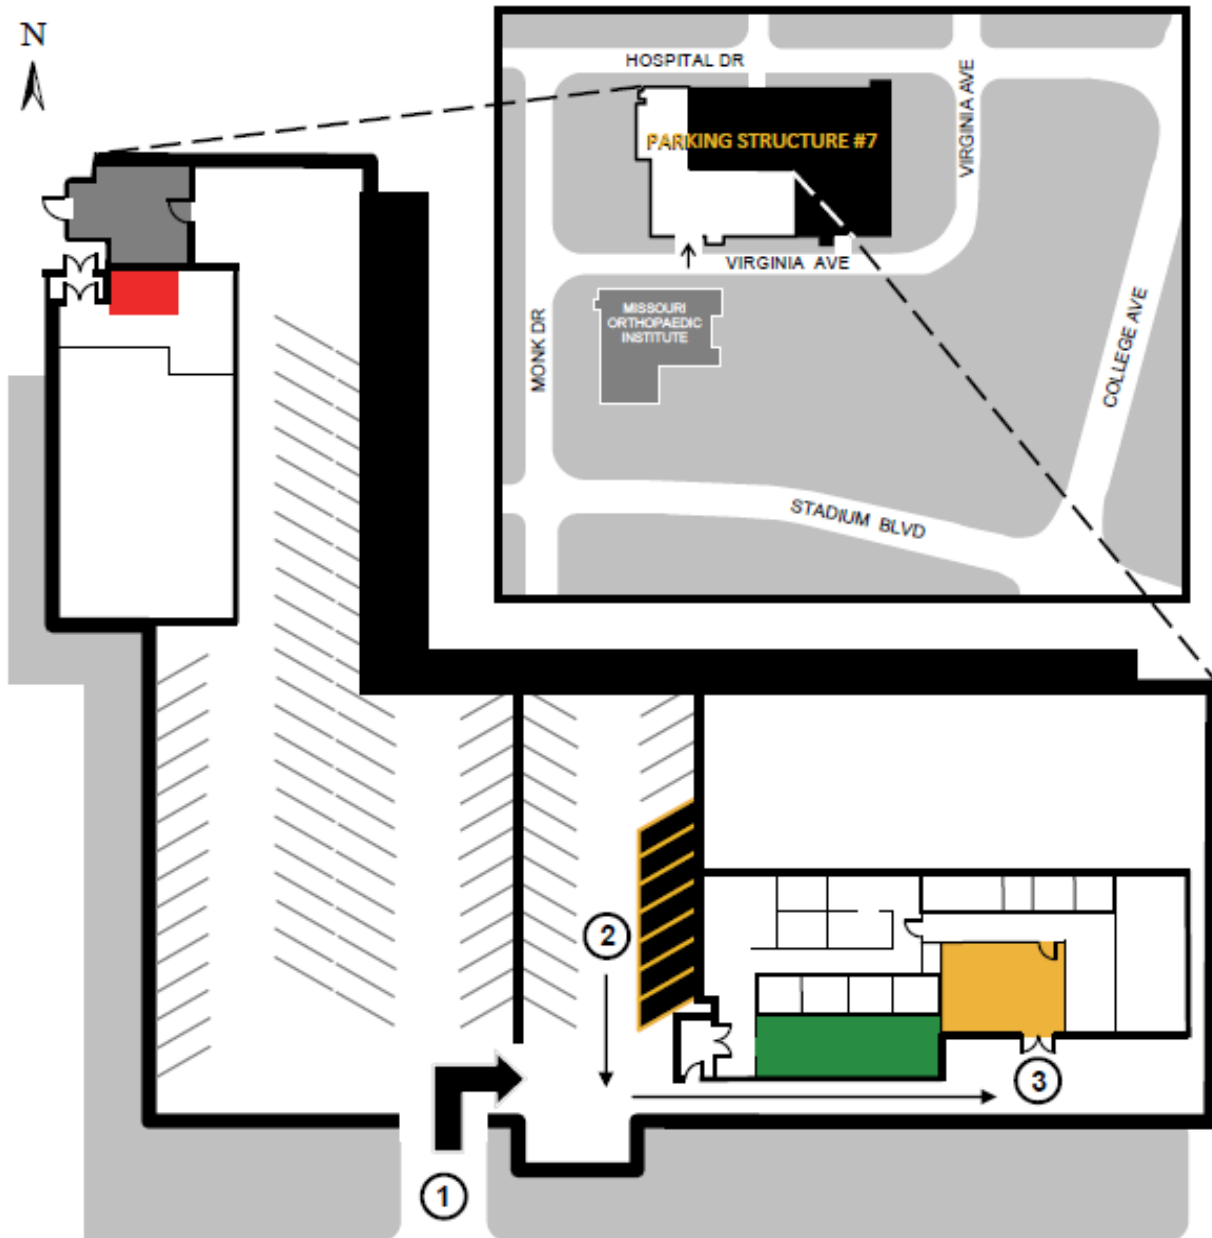 N
HOSPITAL DR
VIRGINIA AVE
PARKING STRUCTURE #7
VIRGINIA AVE
MISSOURI
ORTHOPAEDIC
INSTITUTE
MONK DR
COLLEGE AVE
STADIUM BLVD
2
3
1